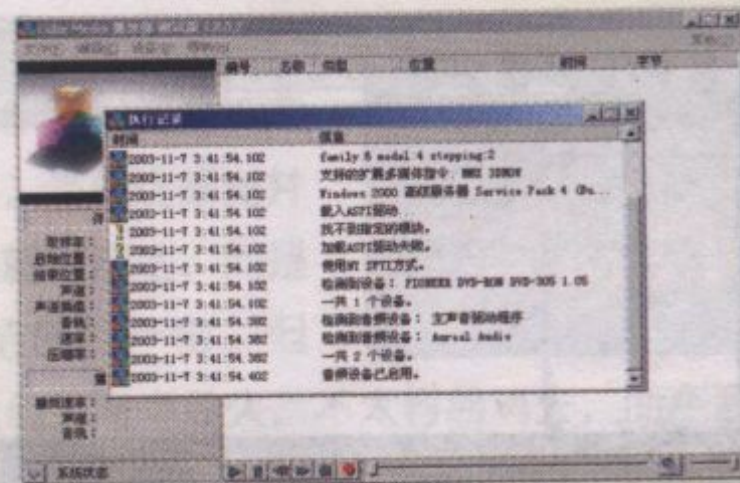 编号 名称 类型 位置 时间 字节
执行记录
时间 信息
2003-11-7 3:41:54.102 family:6 model:4 stepping:2
2003-11-7 3:41:54.102 支持的扩展多媒体指令: MMX 3DNOW
2003-11-7 3:41:54.102 Windows 2000 高级服务器 Service Pack 4 (Bu...
2003-11-7 3:41:54.102 载入ASPI驱动...
2003-11-7 3:41:54.102 找不到指定的模块。
2003-11-7 3:41:54.102 加载ASPI驱动失败。
2003-11-7 3:41:54.102 使用NT SPTI方式。
2003-11-7 3:41:54.102 检测到设备: PIONEER DVD-ROM DVD-305 1.05
2003-11-7 3:41:54.102 一共 1 个设备。
2003-11-7 3:41:54.382 检测到音频设备: 主声音驱动程序
2003-11-7 3:41:54.382 检测到音频设备: Aureal Audio
2003-11-7 3:41:54.382 一共 2 个设备。
2003-11-7 3:41:54.402 音频设备已启用。
取样率:
启始位置:
结束位置:
声道:
声道插值:
音轨:
速率:
压缩率:
播放速率:
声道:
音轨:
系统状态